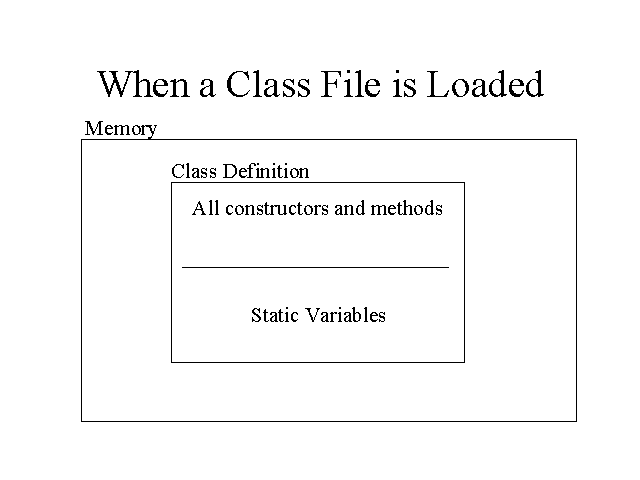 When a Class File is Loaded
Memory
Class Definition
All constructors and methods
Static Variables